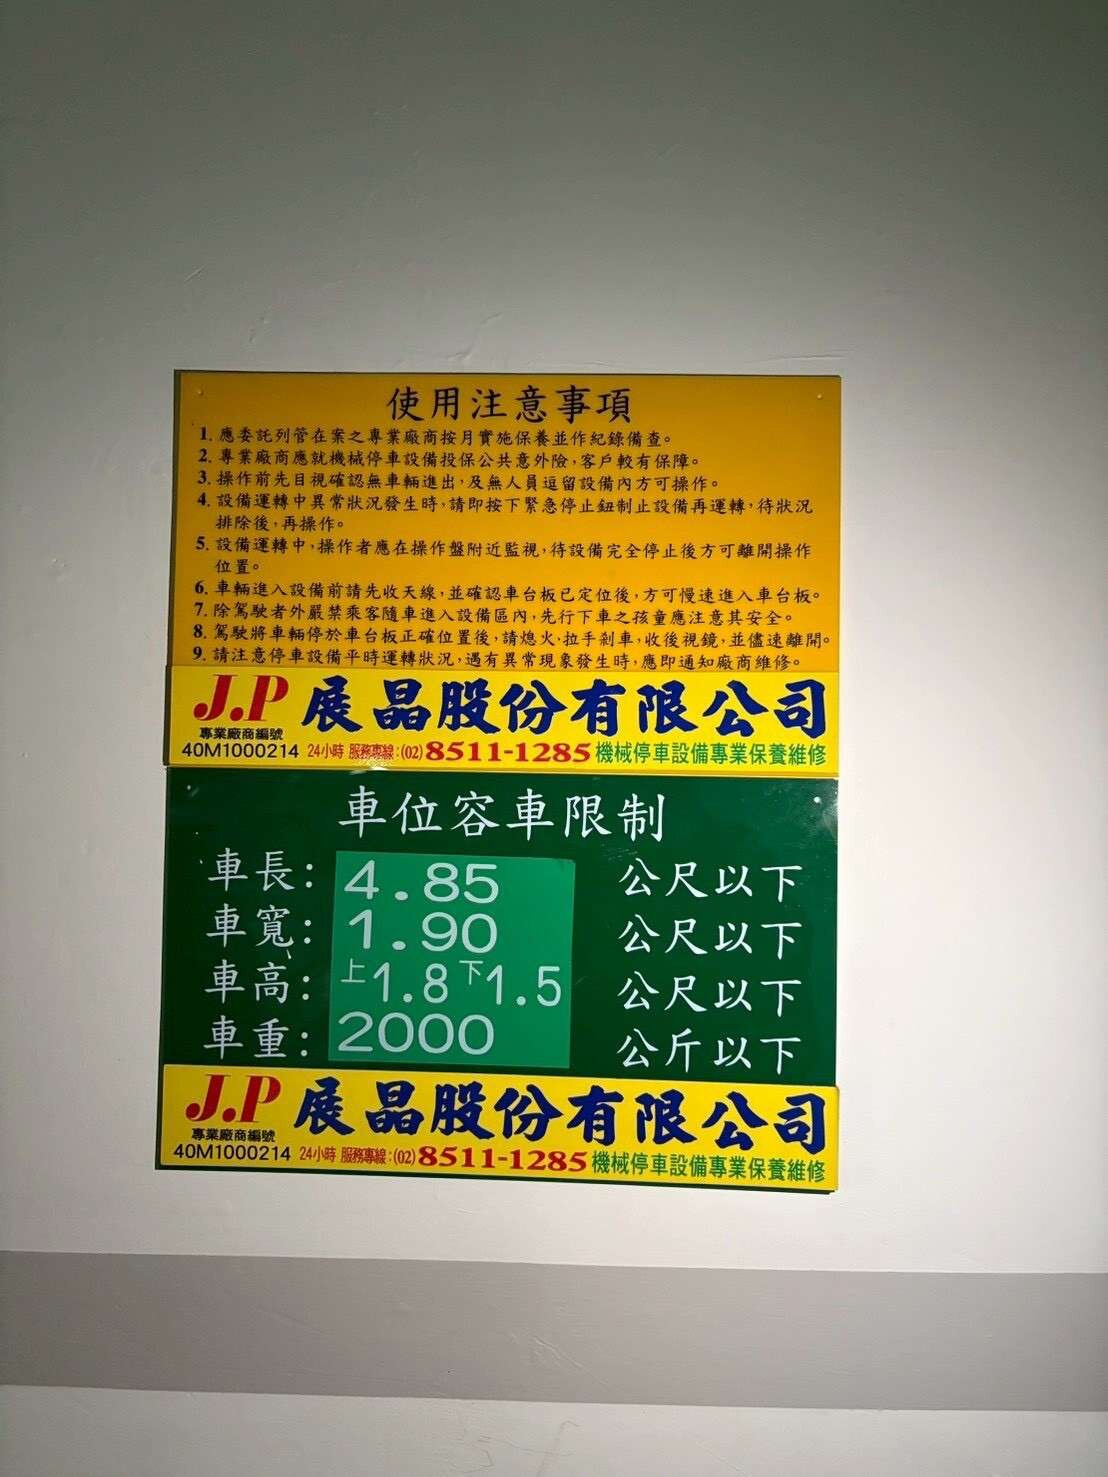 使用注意事項
1. 應委託列管在案之專業廠商按月實施保養並作紀錄備查。
2. 專業廠商應就機械停車設備投保公共意外險，客戶較有保障。
3. 操作前先目視確認無車輛進出，及無人員逗留設備內方可操作。
4. 設備運轉中異常狀況發生時，請即按下緊急停止鈕制止設備再運轉，待狀況
排除後，再操作。
5. 設備運轉中，操作者應在操作盤附近監視，待設備完全停止後方可離開操作
位置。
6. 車輛進入設備前請先收天線，並確認車台板已定位後，方可慢速進入車台板。
7. 除駕駛者外嚴禁乘客隨車進入設備區內，先行下車之孩童應注意其安全。
8. 駕駛將車輛停於車台板正確位置後，請熄火，拉手剎車，收後視鏡，並儘速離開。
9. 請注意停車設備平時運轉狀況，遇有異常現象發生時，應即通知廠商維修。
J.P 展晶股份有限公司
專業廠商編號
40M1000214 24小時 服務專線:(02)8511-1285機械停車設備專業保養維修
車位容車限制
車長：4.85 公尺以下
車寬：1.90 公尺以下
車高：上1.8下1.5 公尺以下
車重：2000 公斤以下
J.P 展晶股份有限公司
專業廠商編號
40M1000214 24小時 服務專線:(02)8511-1285機械停車設備專業保養維修